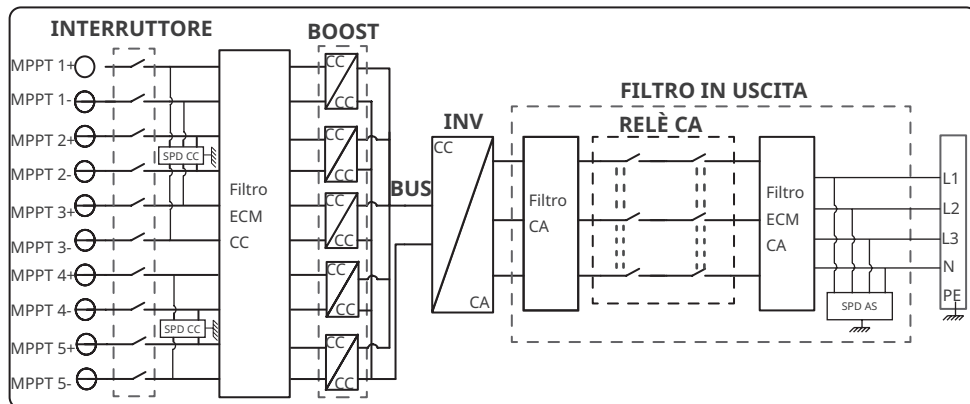 INTERRUTTORE
BOOST
MPPT 1+
MPPT 1-
MPPT 2+
MPPT 2-
MPPT 3+
MPPT 3-
MPPT 4+
MPPT 4-
MPPT 5+
MPPT 5-
SPD CC
SPD CC
Filtro
ECM
CC
CC
CC
CC
CC
CC
CC
CC
CC
CC
CC
BUS
INV
CC
CA
FILTRO IN USCITA
RELÈ CA
Filtro
CA
Filtro
ECM
CA
SPD AS
L1
L2
L3
N
PE